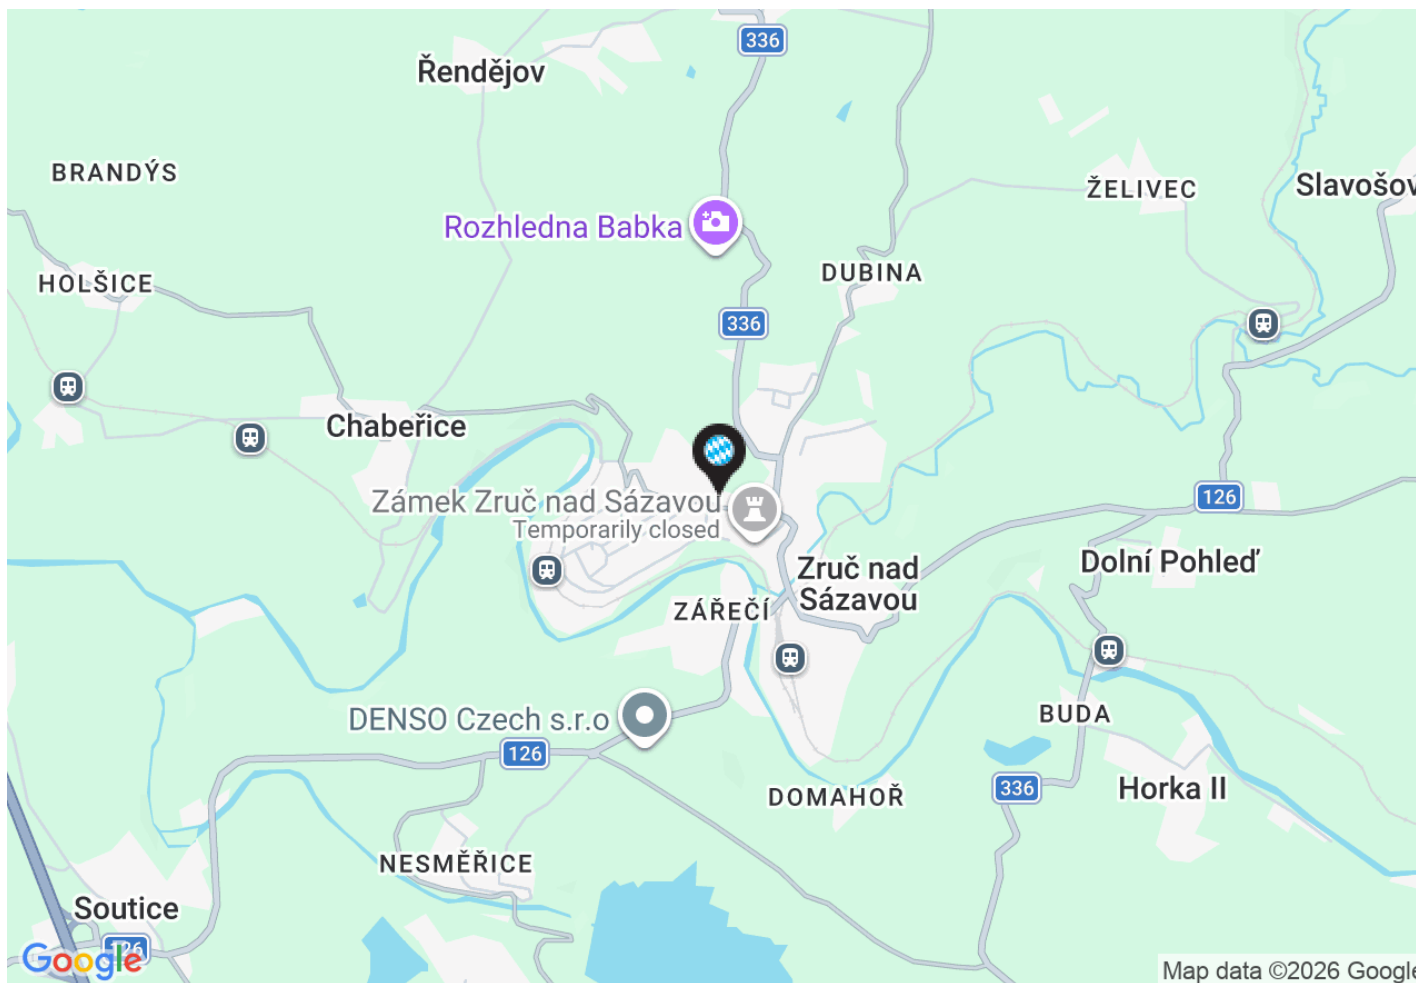 336
Řendějov
BRANDÝS
ŽELIVEC
Slavošov
Rozhledna Babka
HOLŠICE
DUBINA
336
Chabeřice
Zámek Zruč nad Sázavou
Temporarily closed
126
Zruč nad
Sázavou
Dolní Pohleď
ZÁŘEČÍ
DENSO Czech s.r.o
BUDA
126
336
Horka II
DOMAHOŘ
NESMĚŘICE
Soutice
126
Google
Map data ©2026 Google